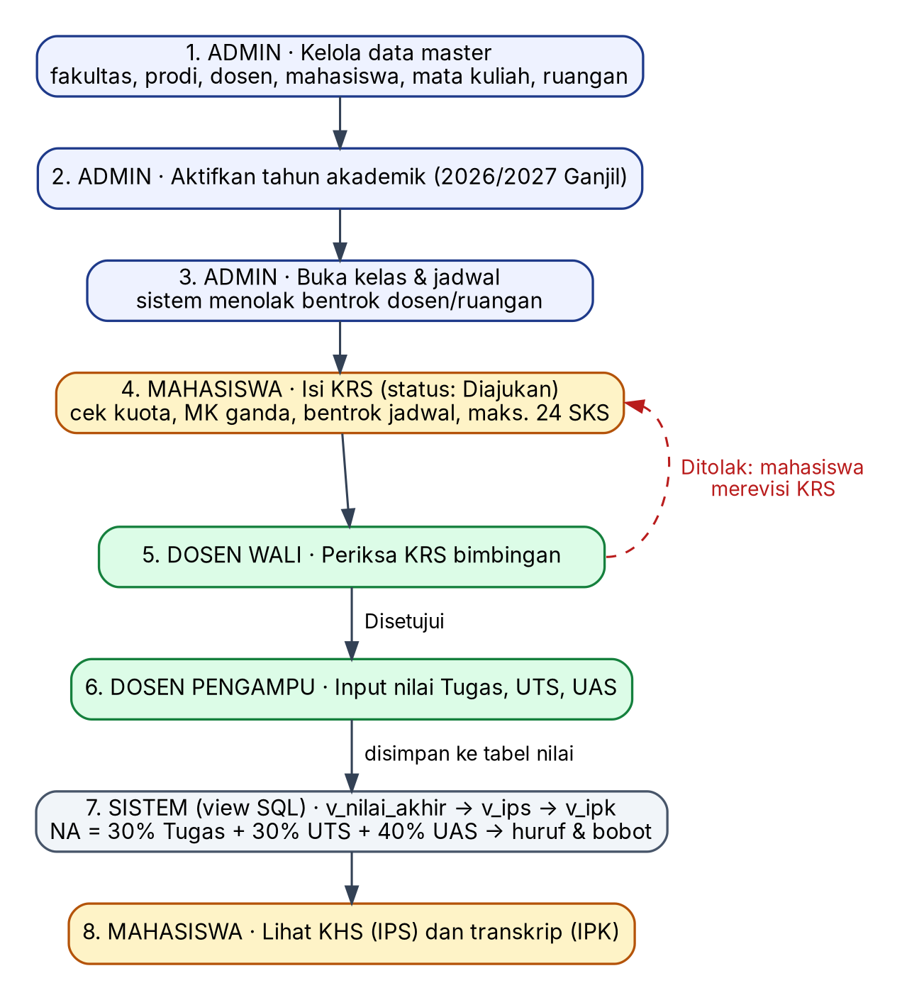 1. ADMIN · Kelola data master
fakultas, prodi, dosen, mahasiswa, mata kuliah, ruangan
2. ADMIN · Aktifkan tahun akademik (2026/2027 Ganjil)
3. ADMIN · Buka kelas & jadwal
sistem menolak bentrok dosen/ruangan
4. MAHASISWA · Isi KRS (status: Diajukan)
cek kuota, MK ganda, bentrok jadwal, maks. 24 SKS
Ditolak: mahasiswa
merevisi KRS
5. DOSEN WALI · Periksa KRS bimbingan
Disetujui
6. DOSEN PENGAMPU · Input nilai Tugas, UTS, UAS
disimpan ke tabel nilai
7. SISTEM (view SQL) · v_nilai_akhir → v_ips → v_ipk
NA = 30% Tugas + 30% UTS + 40% UAS → huruf & bobot
8. MAHASISWA · Lihat KHS (IPS) dan transkrip (IPK)